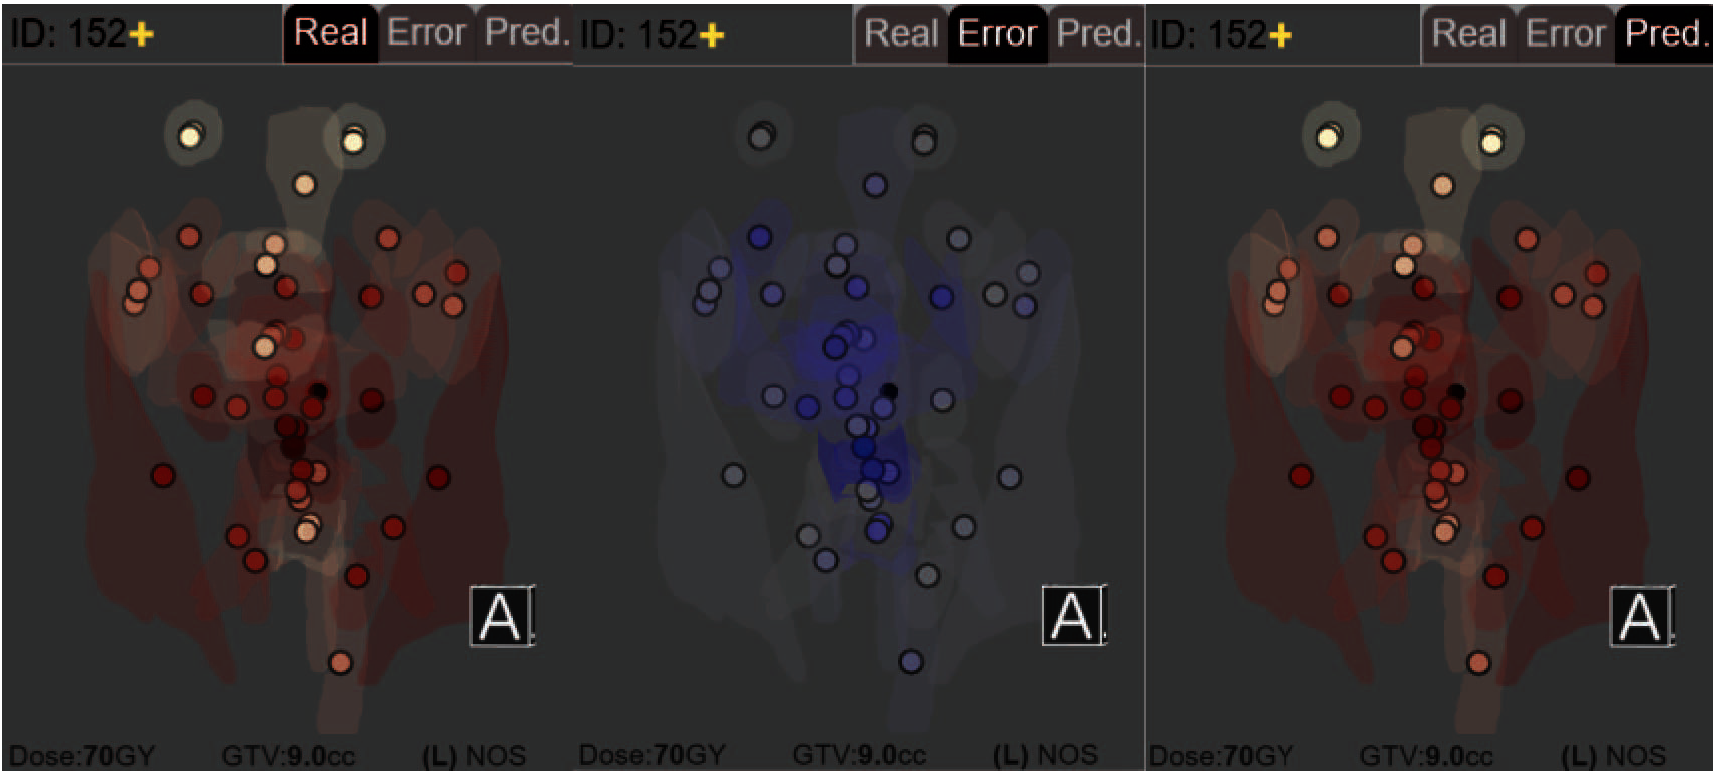 ID: 152+ Real Error Pred. ID: 152+ Real Error Pred. ID: 152+ Real Error Pred.
A A A
Dose:70GY GTV:9.0cc (L) NOS Dose:70GY GTV:9.0cc (L) NOS Dose:70GY GTV:9.0cc (L) NOS